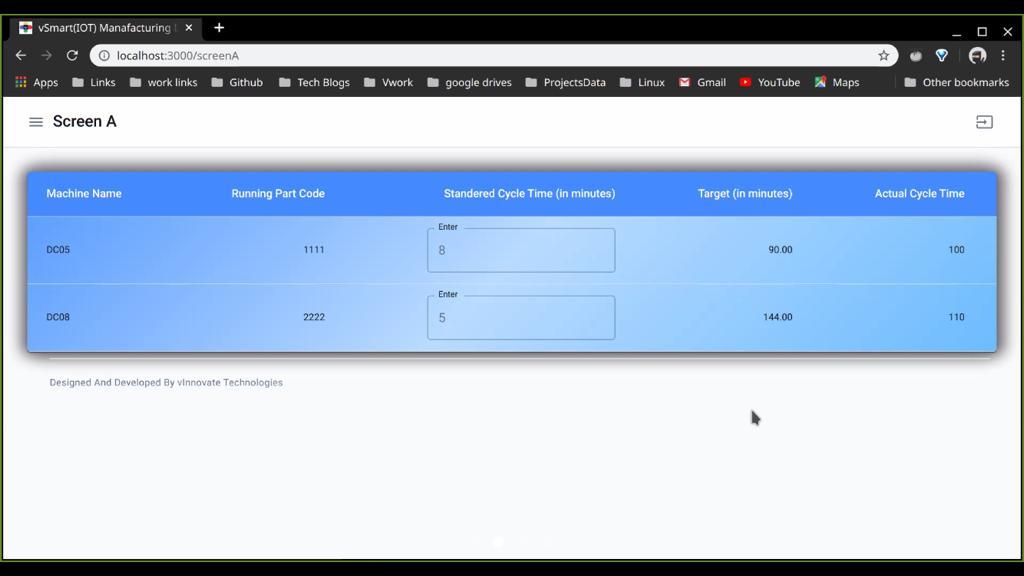 vSmart(IOT) Manafacturing
localhost:3000/screenA
Apps Links work links Github Tech Blogs Vwork google drives ProjectsData Linux Gmail YouTube Maps Other bookmarks
Screen A
Machine Name Running Part Code Standered Cycle Time (in minutes) Target (in minutes) Actual Cycle Time
Enter
DC05 1111 8 90.00 100
Enter
DC08 2222 5 144.00 110
Designed And Developed By vInnovate Technologies